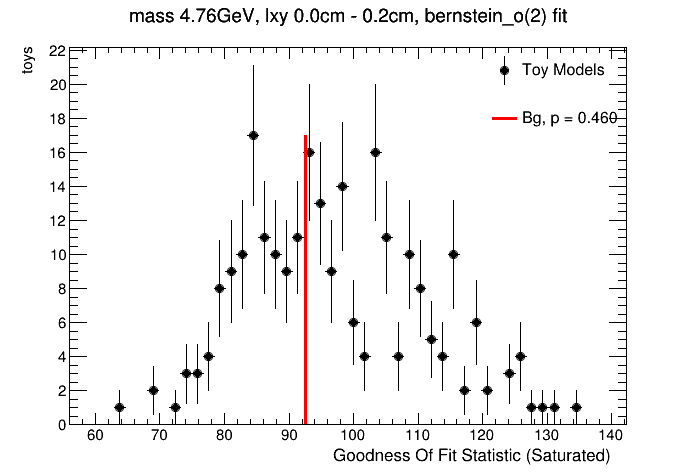 mass 4.76GeV, lxy 0.0cm - 0.2cm, bernstein_o(2) fit
toys
22
20
18
16
14
12
10
8
6
4
2
0
Toy Models
Bg, p = 0.460
60 70 80 90 100 110 120 130 140
Goodness Of Fit Statistic (Saturated)